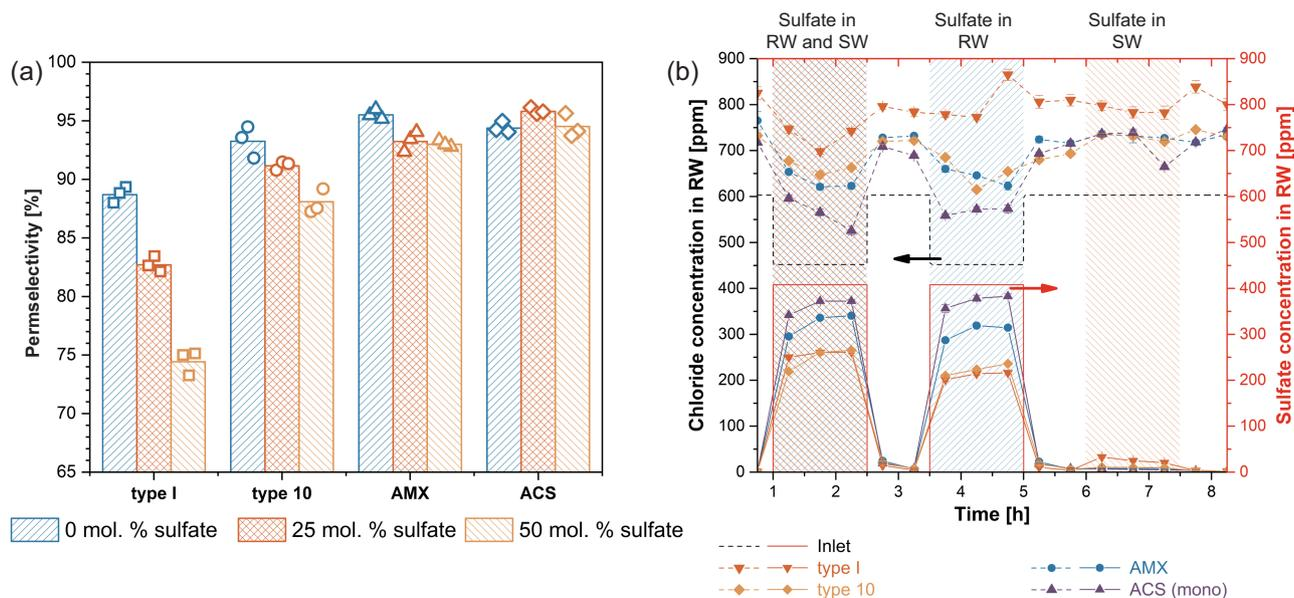 (a)
100
95
90
85
80
75
70
65
Permselectivity [%]
type I
type 10
AMX
ACS
0 mol. % sulfate
25 mol. % sulfate
50 mol. % sulfate
(b)
Sulfate in
RW and SW
Sulfate in
RW
Sulfate in
SW
900
800
700
600
500
400
300
200
100
0
Chloride concentration in RW [ppm]
900
800
700
600
500
400
300
200
100
0
Sulfate concentration in RW [ppm]
1
2
3
4
5
6
7
8
Time [h]
Inlet
type I
type 10
AMX
ACS (mono)